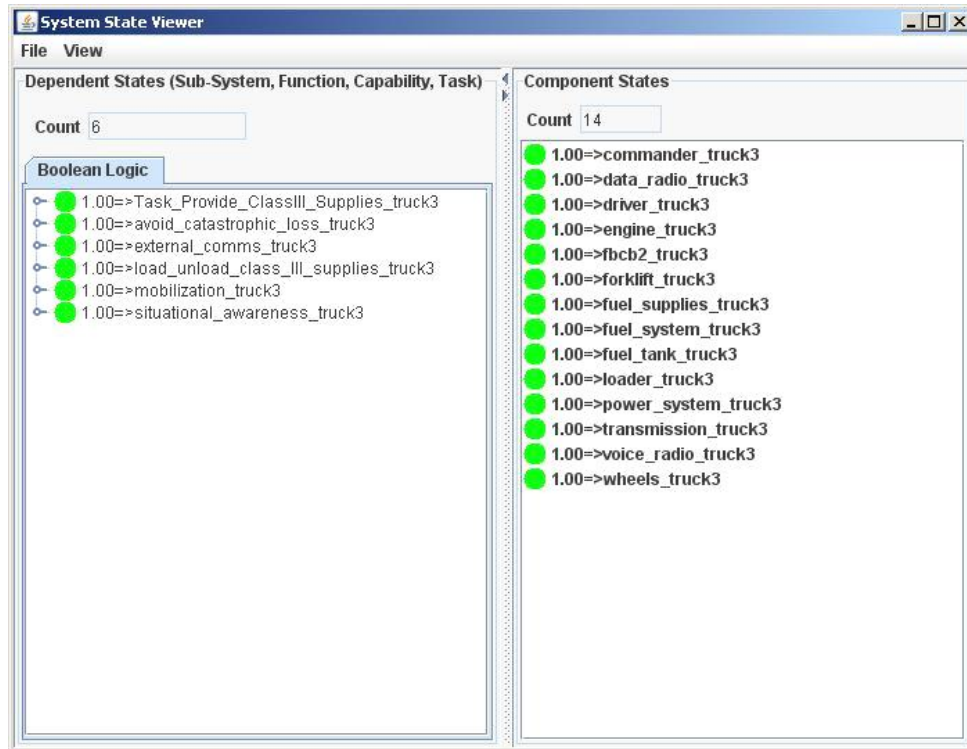 System State Viewer
File View
Dependent States (Sub-System, Function, Capability, Task)
Count 6
Boolean Logic
1.00=>Task_Provide_ClassIII_Supplies_truck3
1.00=>avoid_catastrophic_loss_truck3
1.00=>external_comms_truck3
1.00=>load_unload_class_III_supplies_truck3
1.00=>mobilization_truck3
1.00=>situational_awareness_truck3
Component States
Count 14
1.00=>commander_truck3
1.00=>data_radio_truck3
1.00=>driver_truck3
1.00=>engine_truck3
1.00=>fbcb2_truck3
1.00=>forklift_truck3
1.00=>fuel_supplies_truck3
1.00=>fuel_system_truck3
1.00=>fuel_tank_truck3
1.00=>loader_truck3
1.00=>power_system_truck3
1.00=>transmission_truck3
1.00=>voice_radio_truck3
1.00=>wheels_truck3